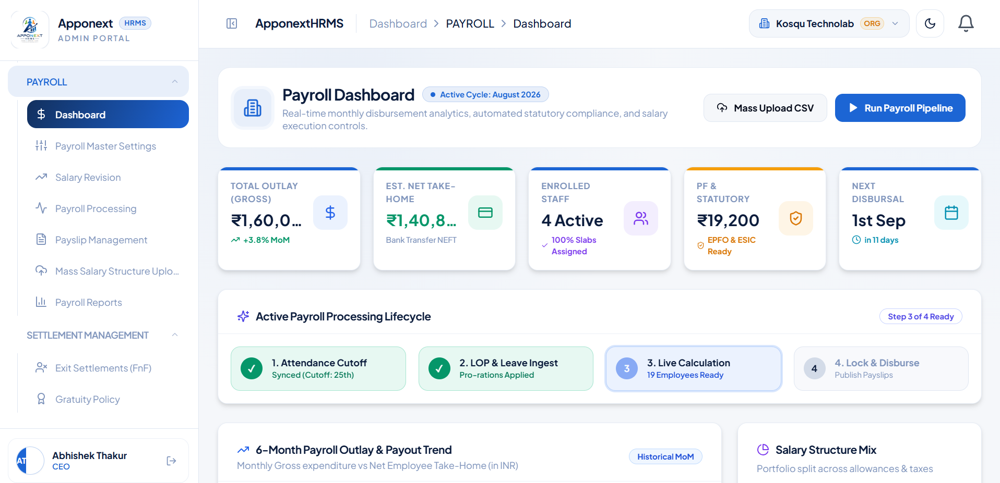 Apponext HRMS
ADMIN PORTAL
APPONEXT
HRMS
PAYROLL
Dashboard
Payroll Master Settings
Salary Revision
Payroll Processing
Payslip Management
Mass Salary Structure Uplo...
Payroll Reports
SETTLEMENT MANAGEMENT
Exit Settlements (FnF)
Gratuity Policy
AT
Abhishek Thakur
CEO
ApponextHRMS
Dashboard > PAYROLL > Dashboard
Kosqu Technolab ORG
Payroll Dashboard
Active Cycle: August 2026
Real-time monthly disbursement analytics, automated statutory compliance, and salary
execution controls.
Mass Upload CSV
Run Payroll Pipeline
TOTAL OUTLAY
(GROSS)
₹1,60,0...
+3.8% MoM
EST. NET TAKE-
HOME
₹1,40,8...
Bank Transfer NEFT
ENROLLED
STAFF
4 Active
100% Slabs
Assigned
PF &
STATUTORY
₹19,200
EPFO & ESIC
Ready
NEXT
DISBURSAL
1st Sep
in 11 days
Active Payroll Processing Lifecycle
Step 3 of 4 Ready
✓
1. Attendance Cutoff
Synced (Cutoff: 25th)
✓
2. LOP & Leave Ingest
Pro-rations Applied
3
3. Live Calculation
19 Employees Ready
4
4. Lock & Disburse
Publish Payslips
6-Month Payroll Outlay & Payout Trend
Monthly Gross expenditure vs Net Employee Take-Home (in INR)
Historical MoM
Salary Structure Mix
Portfolio split across allowances & taxes